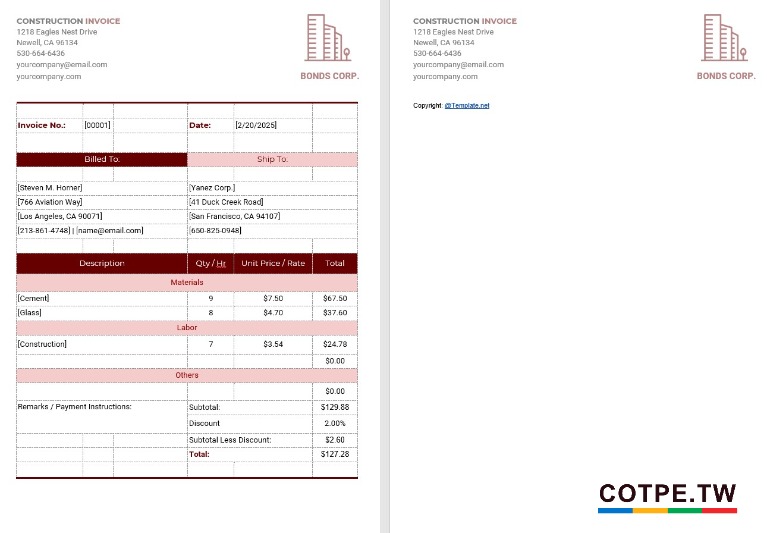 CONSTRUCTION INVOICE
1218 Eagles Nest Drive
Newell, CA 96134
530-664-6436
yourcompany@email.com
yourcompany.com
BONDS CORP.
Invoice No.: [00001] Date: [2/20/2025]
Billed To: Ship To:
[Steven M. Horner] [Yanez Corp.]
[766 Aviation Way] [41 Duck Creek Road]
[Los Angeles, CA 90071] [San Francisco, CA 94107]
[213-861-4748] | [name@email.com] [650-825-0948]
Description Qty / Hr Unit Price / Rate Total
Materials
[Cement] 9 $7.50 $67.50
[Glass] 8 $4.70 $37.60
Labor
[Construction] 7 $3.54 $24.78
$0.00
Others
$0.00
Remarks / Payment Instructions: Subtotal: $129.88
Discount 2.00%
Subtotal Less Discount: $2.60
Total: $127.28
CONSTRUCTION INVOICE
1218 Eagles Nest Drive
Newell, CA 96134
530-664-6436
yourcompany@email.com
yourcompany.com
BONDS CORP.
Copyright: @Template.net
COTPE.TW